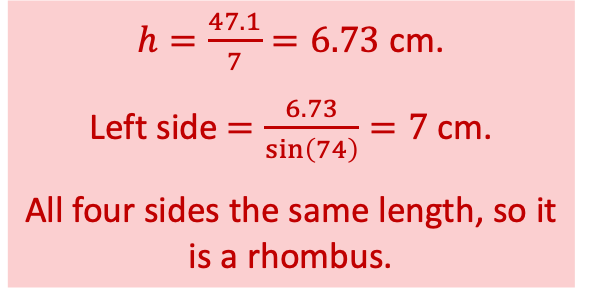 h = 47.1/7 = 6.73 cm.
Left side = 6.73/sin(74) = 7 cm.
All four sides the same length, so it
is a rhombus.